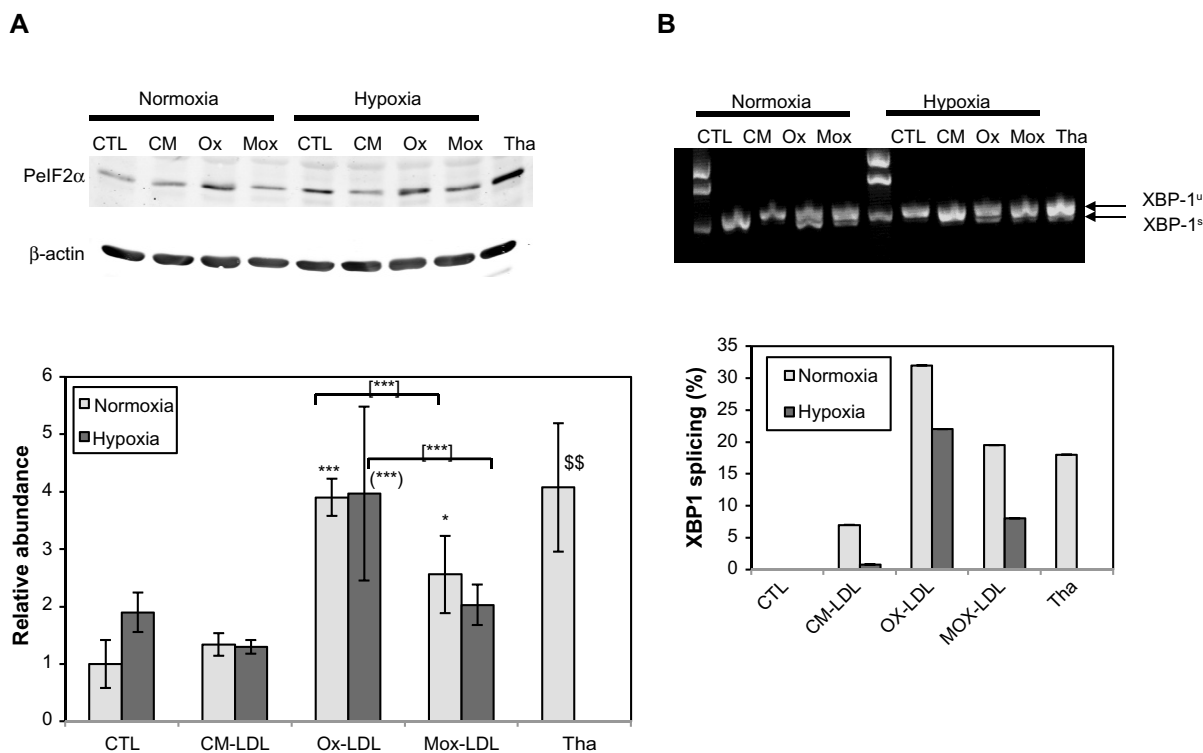 A
Normoxia Hypoxia
CTL CM Ox Mox CTL CM Ox Mox Tha
PeIF2α
β-actin
Relative abundance
6
5
4
3
2
1
0
Normoxia
Hypoxia
[***]
[***]
***
(***)
*
$$
CTL CM-LDL Ox-LDL Mox-LDL Tha
B
Normoxia Hypoxia
CTL CM Ox Mox CTL CM Ox Mox Tha
XBP-1ᵘ
XBP-1ˢ
XBP1 splicing (%)
35
30
25
20
15
10
5
0
Normoxia
Hypoxia
CTL
CM-LDL
OX-LDL
MOX-LDL
Tha